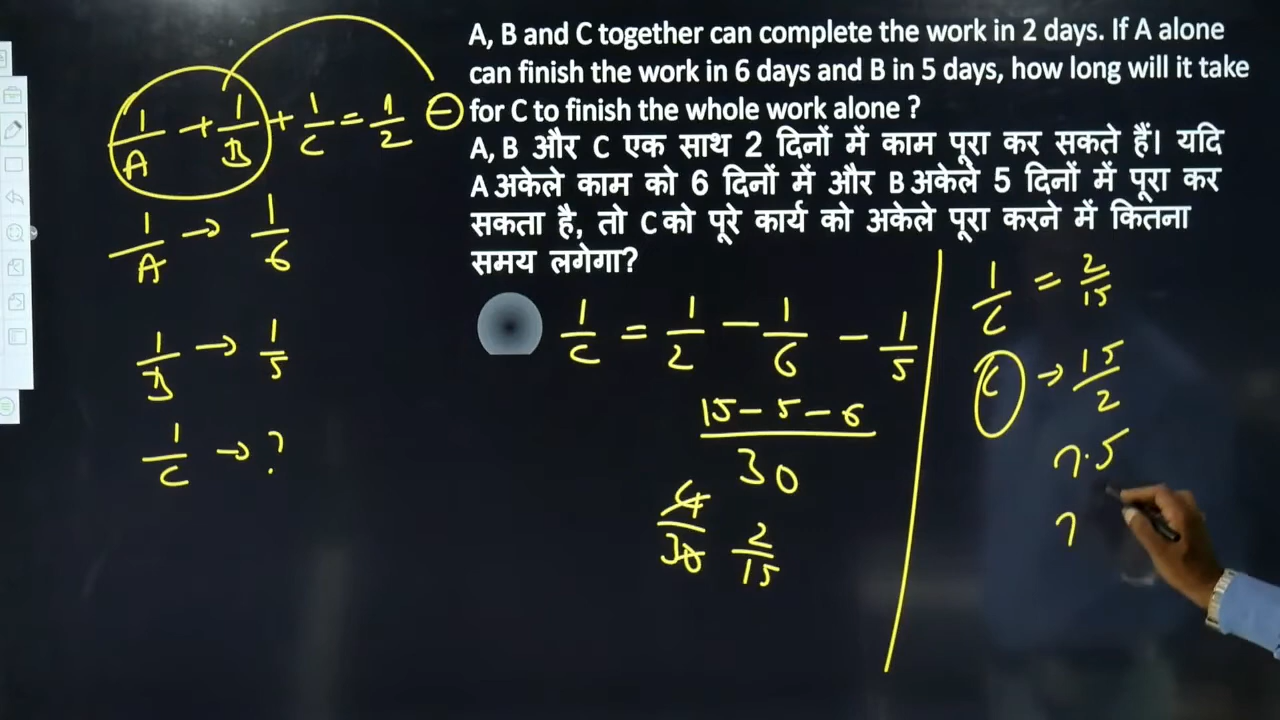 A, B and C together can complete the work in 2 days. If A alone
can finish the work in 6 days and B in 5 days, how long will it take
for C to finish the whole work alone ?
A, B और C एक साथ 2 दिनों में काम पूरा कर सकते हैं। यदि
A अकेले काम को 6 दिनों में और B अकेले 5 दिनों में पूरा कर
सकता है, तो C को पूरे कार्य को अकेले पूरा करने में कितना
समय लगेगा?
1/A + 1/B + 1/C = 1/2 −
1/A → 1/6
1/B → 1/5
1/C → ?
1/C = 1/2 − 1/6 − 1/5
15 − 5 − 6
30
4/30 2/15
1/C = 2/15
C → 15/2
7.5
7